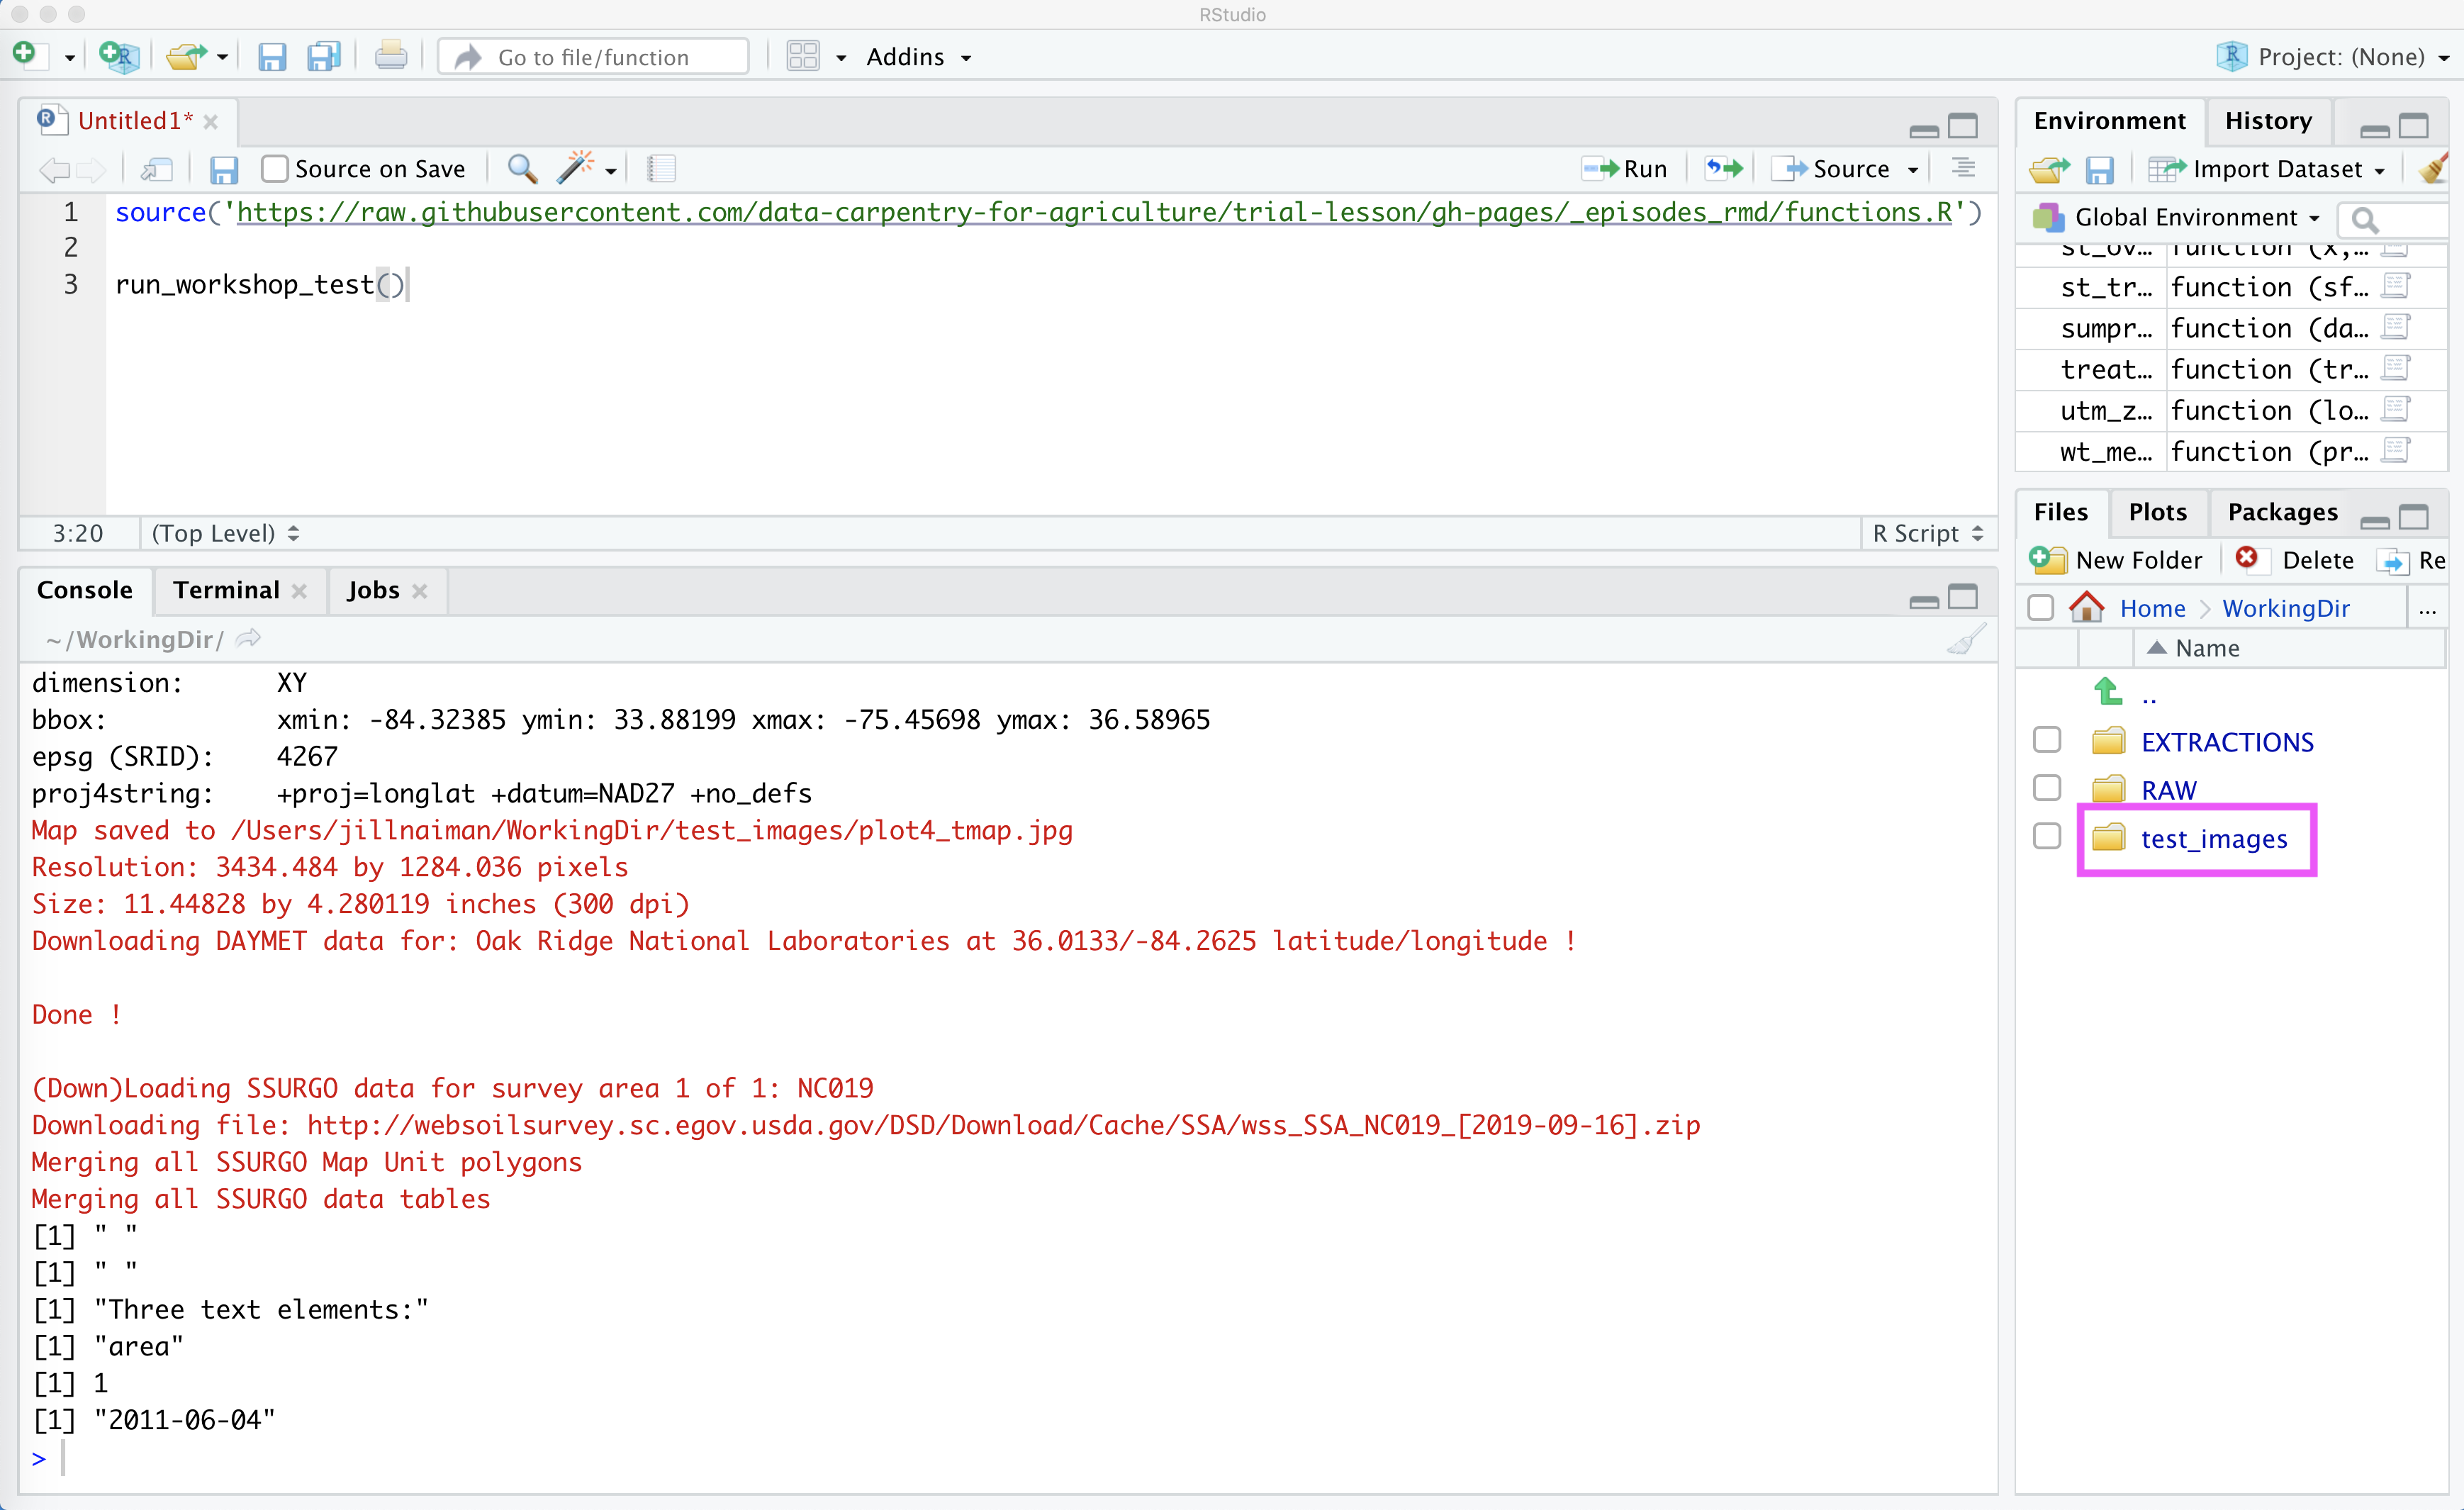 RStudio
Go to file/function
Addins
Project: (None)
Untitled1*
Source on Save
Run
Source
1 source('https://raw.githubusercontent.com/data-carpentry-for-agriculture/trial-lesson/gh-pages/_episodes_rmd/functions.R')
2
3 run_workshop_test()
3:20 (Top Level) R Script
Console Terminal Jobs
~/WorkingDir/
dimension: XY
bbox: xmin: -84.32385 ymin: 33.88199 xmax: -75.45698 ymax: 36.58965
epsg (SRID): 4267
proj4string: +proj=longlat +datum=NAD27 +no_defs
Map saved to /Users/jillnaiman/WorkingDir/test_images/plot4_tmap.jpg
Resolution: 3434.484 by 1284.036 pixels
Size: 11.44828 by 4.280119 inches (300 dpi)
Downloading DAYMET data for: Oak Ridge National Laboratories at 36.0133/-84.2625 latitude/longitude !
Done !
(Down)Loading SSURGO data for survey area 1 of 1: NC019
Downloading file: http://websoilsurvey.sc.egov.usda.gov/DSD/Download/Cache/SSA/wss_SSA_NC019_[2019-09-16].zip
Merging all SSURGO Map Unit polygons
Merging all SSURGO data tables
[1] " "
[1] " "
[1] "Three text elements:"
[1] "area"
[1] 1
[1] "2011-06-04"
>
Environment History
Import Dataset
Global Environment
st_ov… function (x,…
st_tr… function (sf…
sumpr… function (da…
treat… function (tr…
utm_z… function (lo…
wt_me… function (pr…
Files Plots Packages
New Folder Delete Re
Home WorkingDir ...
Name
..
EXTRACTIONS
RAW
test_images